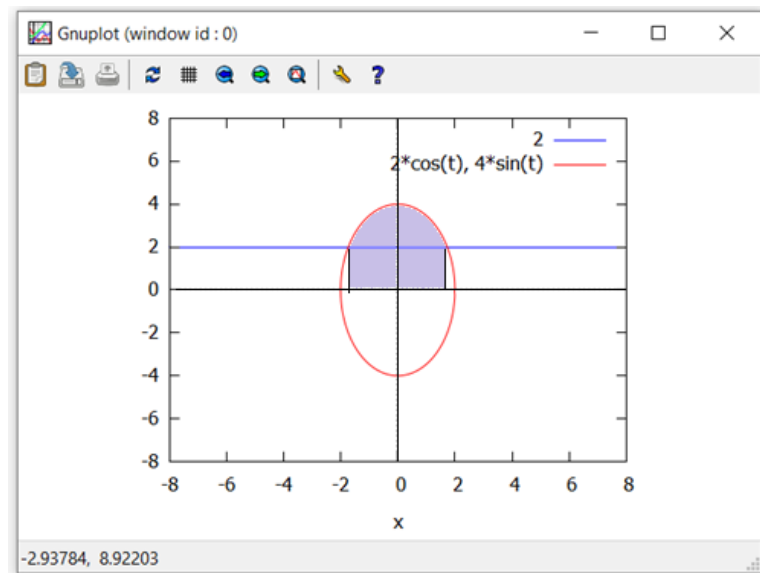 Gnuplot (window id : 0)
2
2*cos(t), 4*sin(t)
8
6
4
2
0
-2
-4
-6
-8
-8 -6 -4 -2 0 2 4 6 8
x
-2.93784, 8.92203